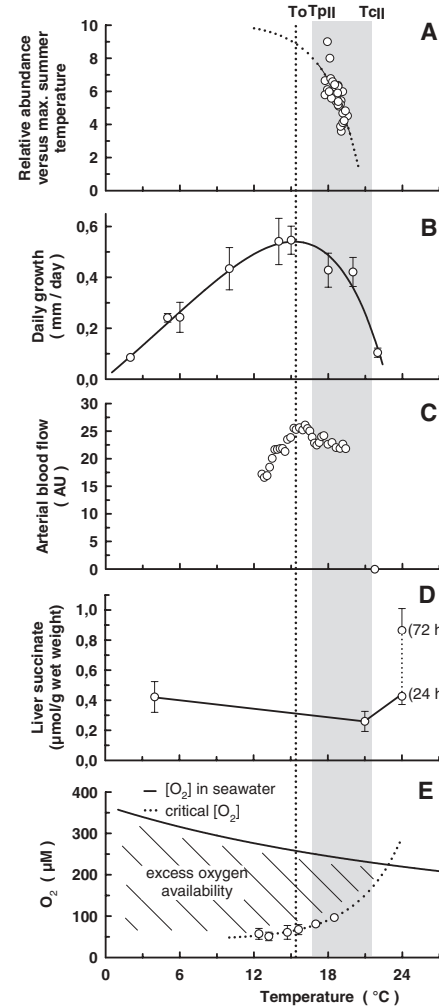 To TpII TcII
A
Relative abundance
versus max. summer
temperature
10
8
6
4
2
0
B
Daily growth
( mm / day )
0,6
0,4
0,2
0,0
C
Arterial blood flow
( AU )
30
25
20
15
10
5
0
D
Liver succinate
(µmol/g wet weight)
1,0
0,8
0,6
0,4
0,2
0,0
(72 h
(24 h
E
O2 ( µM )
400
300
200
100
0
[O2] in seawater
critical [O2]
excess oxygen
availability
0 6 12 18 24
Temperature ( °C )